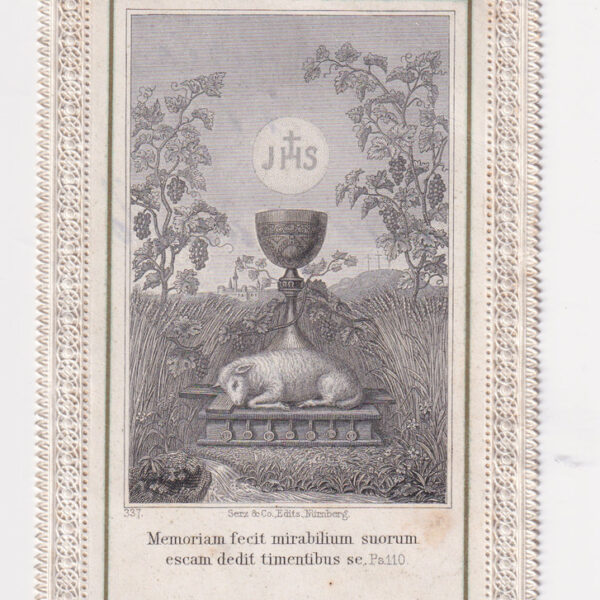 JHS
337.
Serz & Co. Edits. Nürnberg.
Memoriam fecit mirabilium suorum
escam dedit timentibus se. Ps.110.